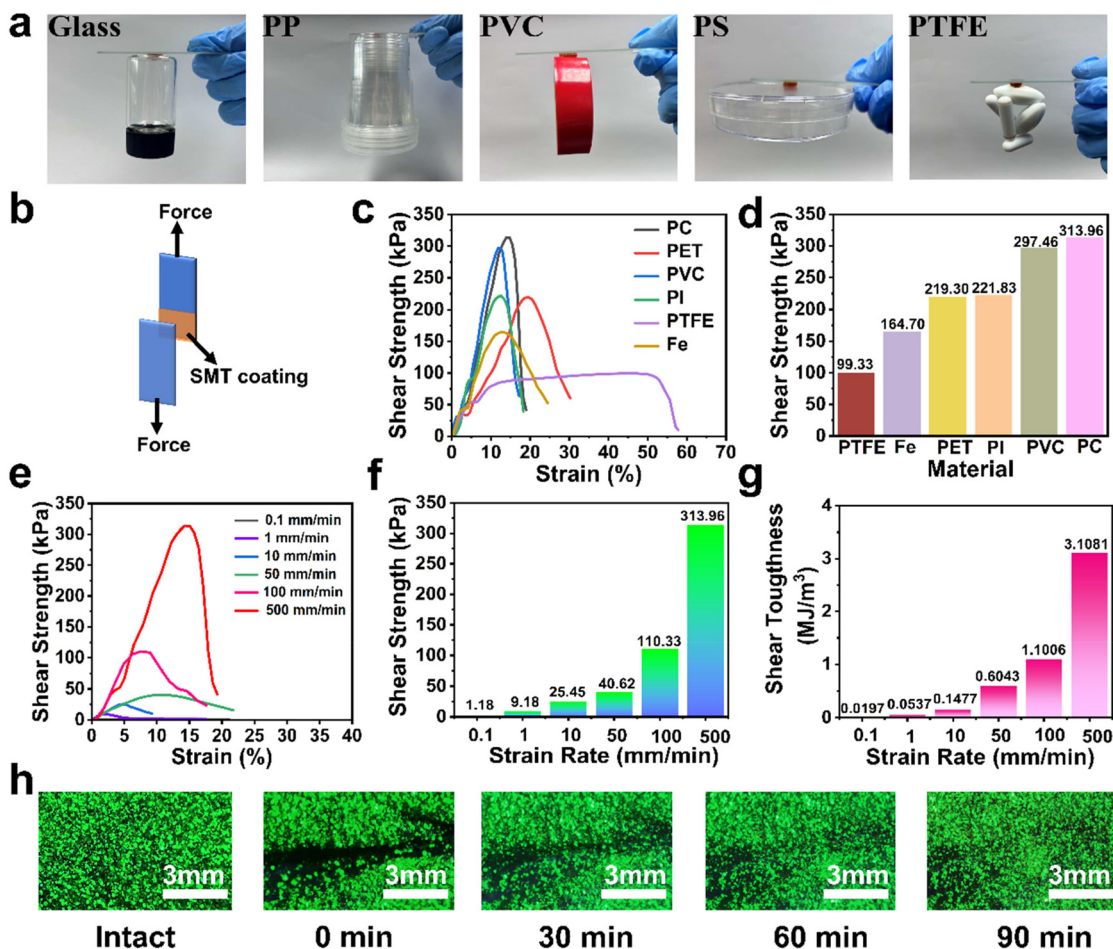 a
Glass
PP
PVC
PS
PTFE
b
Force
SMT coating
Force
c
Shear Strength (kPa)
350
300
250
200
150
100
50
0
0 10 20 30 40 50 60 70
Strain (%)
PC
PET
PVC
PI
PTFE
Fe
d
Shear Strength (kPa)
350
300
250
200
150
100
50
0
99.33
164.70
219.30
221.83
297.46
313.96
PTFE Fe PET PI PVC PC
Material
e
Shear Strength (kPa)
350
300
250
200
150
100
50
0
0 5 10 15 20 25 30 35 40
Strain (%)
0.1 mm/min
1 mm/min
10 mm/min
50 mm/min
100 mm/min
500 mm/min
f
Shear Strength (kPa)
350
300
250
200
150
100
50
0
1.18
9.18
25.45
40.62
110.33
313.96
0.1 1 10 50 100 500
Strain Rate (mm/min)
g
Shear Tougthness
(MJ/m³)
4
3
2
1
0
0.0197
0.0537
0.1477
0.6043
1.1006
3.1081
0.1 1 10 50 100 500
Strain Rate (mm/min)
h
3mm
3mm
3mm
3mm
3mm
Intact
0 min
30 min
60 min
90 min